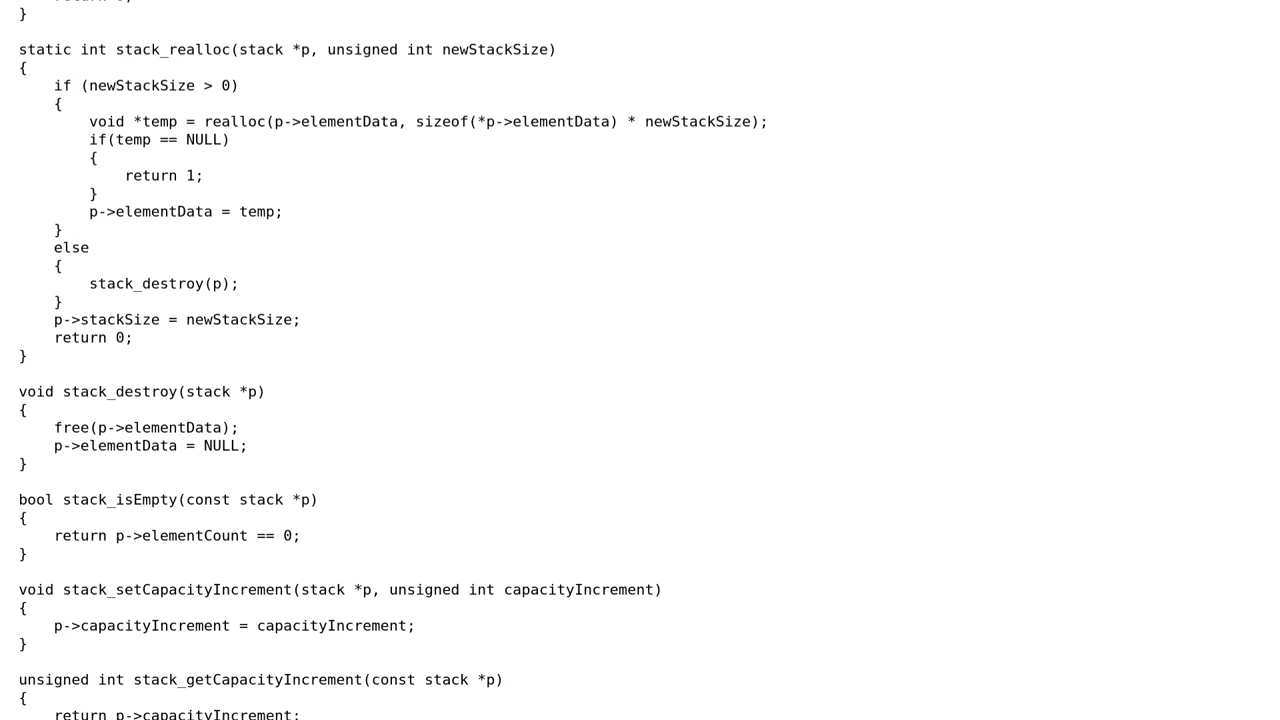 }
static int stack_realloc(stack *p, unsigned int newStackSize)
{
    if (newStackSize > 0)
    {
        void *temp = realloc(p->elementData, sizeof(*p->elementData) * newStackSize);
        if(temp == NULL)
        {
            return 1;
        }
        p->elementData = temp;
    }
    else
    {
        stack_destroy(p);
    }
    p->stackSize = newStackSize;
    return 0;
}
void stack_destroy(stack *p)
{
    free(p->elementData);
    p->elementData = NULL;
}
bool stack_isEmpty(const stack *p)
{
    return p->elementCount == 0;
}
void stack_setCapacityIncrement(stack *p, unsigned int capacityIncrement)
{
    p->capacityIncrement = capacityIncrement;
}
unsigned int stack_getCapacityIncrement(const stack *p)
{
    return p->capacityIncrement;